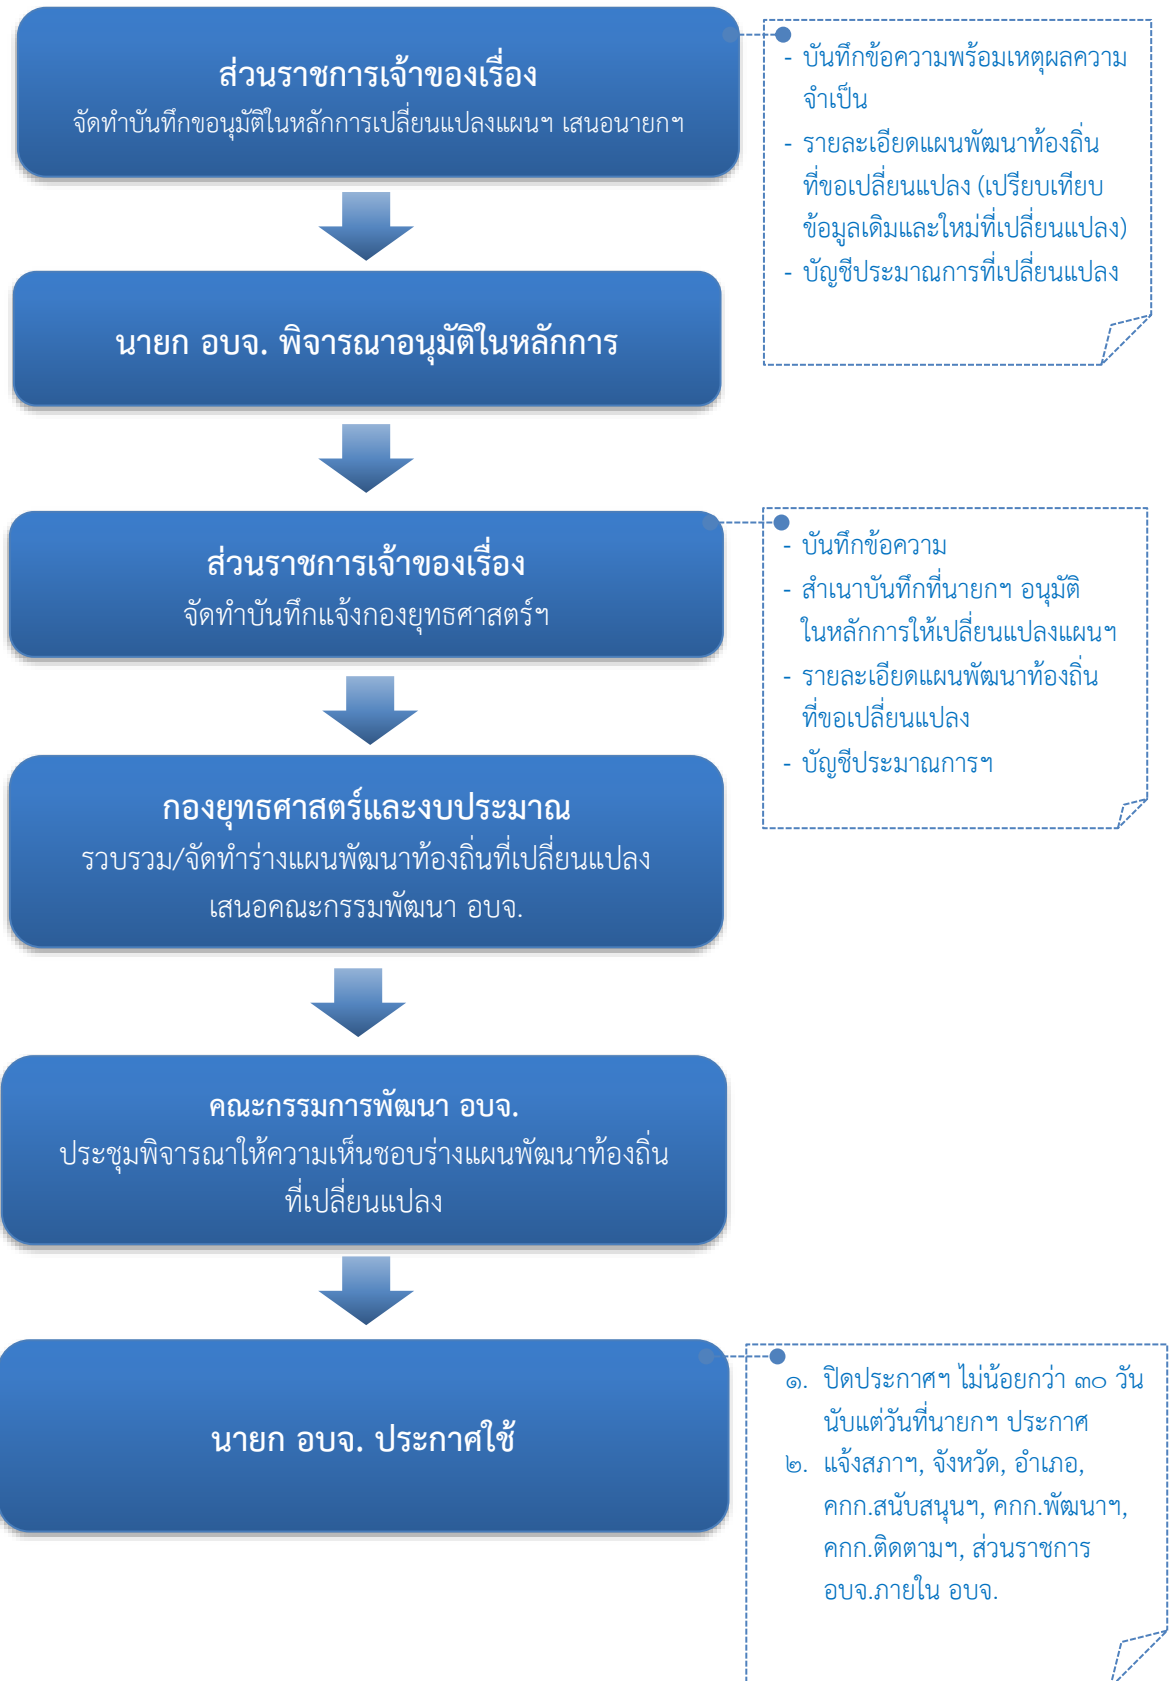 ส่วนราชการเจ้าของเรื่อง
จัดทำบันทึกขออนุมัติในหลักการเปลี่ยนแปลงแผนฯ เสนอนายกฯ
- บันทึกข้อความพร้อมเหตุผลความ
จำเป็น
- รายละเอียดแผนพัฒนาท้องถิ่น
ที่ขอเปลี่ยนแปลง (เปรียบเทียบ
ข้อมูลเดิมและใหม่ที่เปลี่ยนแปลง)
- บัญชีประมาณการที่เปลี่ยนแปลง
นายก อบจ. พิจารณาอนุมัติในหลักการ
ส่วนราชการเจ้าของเรื่อง
จัดทำบันทึกแจ้งกองยุทธศาสตร์ฯ
- บันทึกข้อความ
- สำเนาบันทึกที่นายกฯ อนุมัติ
ในหลักการให้เปลี่ยนแปลงแผนฯ
- รายละเอียดแผนพัฒนาท้องถิ่น
ที่ขอเปลี่ยนแปลง
- บัญชีประมาณการฯ
กองยุทธศาสตร์และงบประมาณ
รวบรวม/จัดทำร่างแผนพัฒนาท้องถิ่นที่เปลี่ยนแปลง
เสนอคณะกรรมพัฒนา อบจ.
คณะกรรมการพัฒนา อบจ.
ประชุมพิจารณาให้ความเห็นชอบร่างแผนพัฒนาท้องถิ่น
ที่เปลี่ยนแปลง
นายก อบจ. ประกาศใช้
๑. ปิดประกาศฯ ไม่น้อยกว่า ๓๐ วัน
นับแต่วันที่นายกฯ ประกาศ
๒. แจ้งสภาฯ, จังหวัด, อำเภอ,
คกก.สนับสนุนฯ, คกก.พัฒนาฯ,
คกก.ติดตามฯ, ส่วนราชการ
อบจ.ภายใน อบจ.